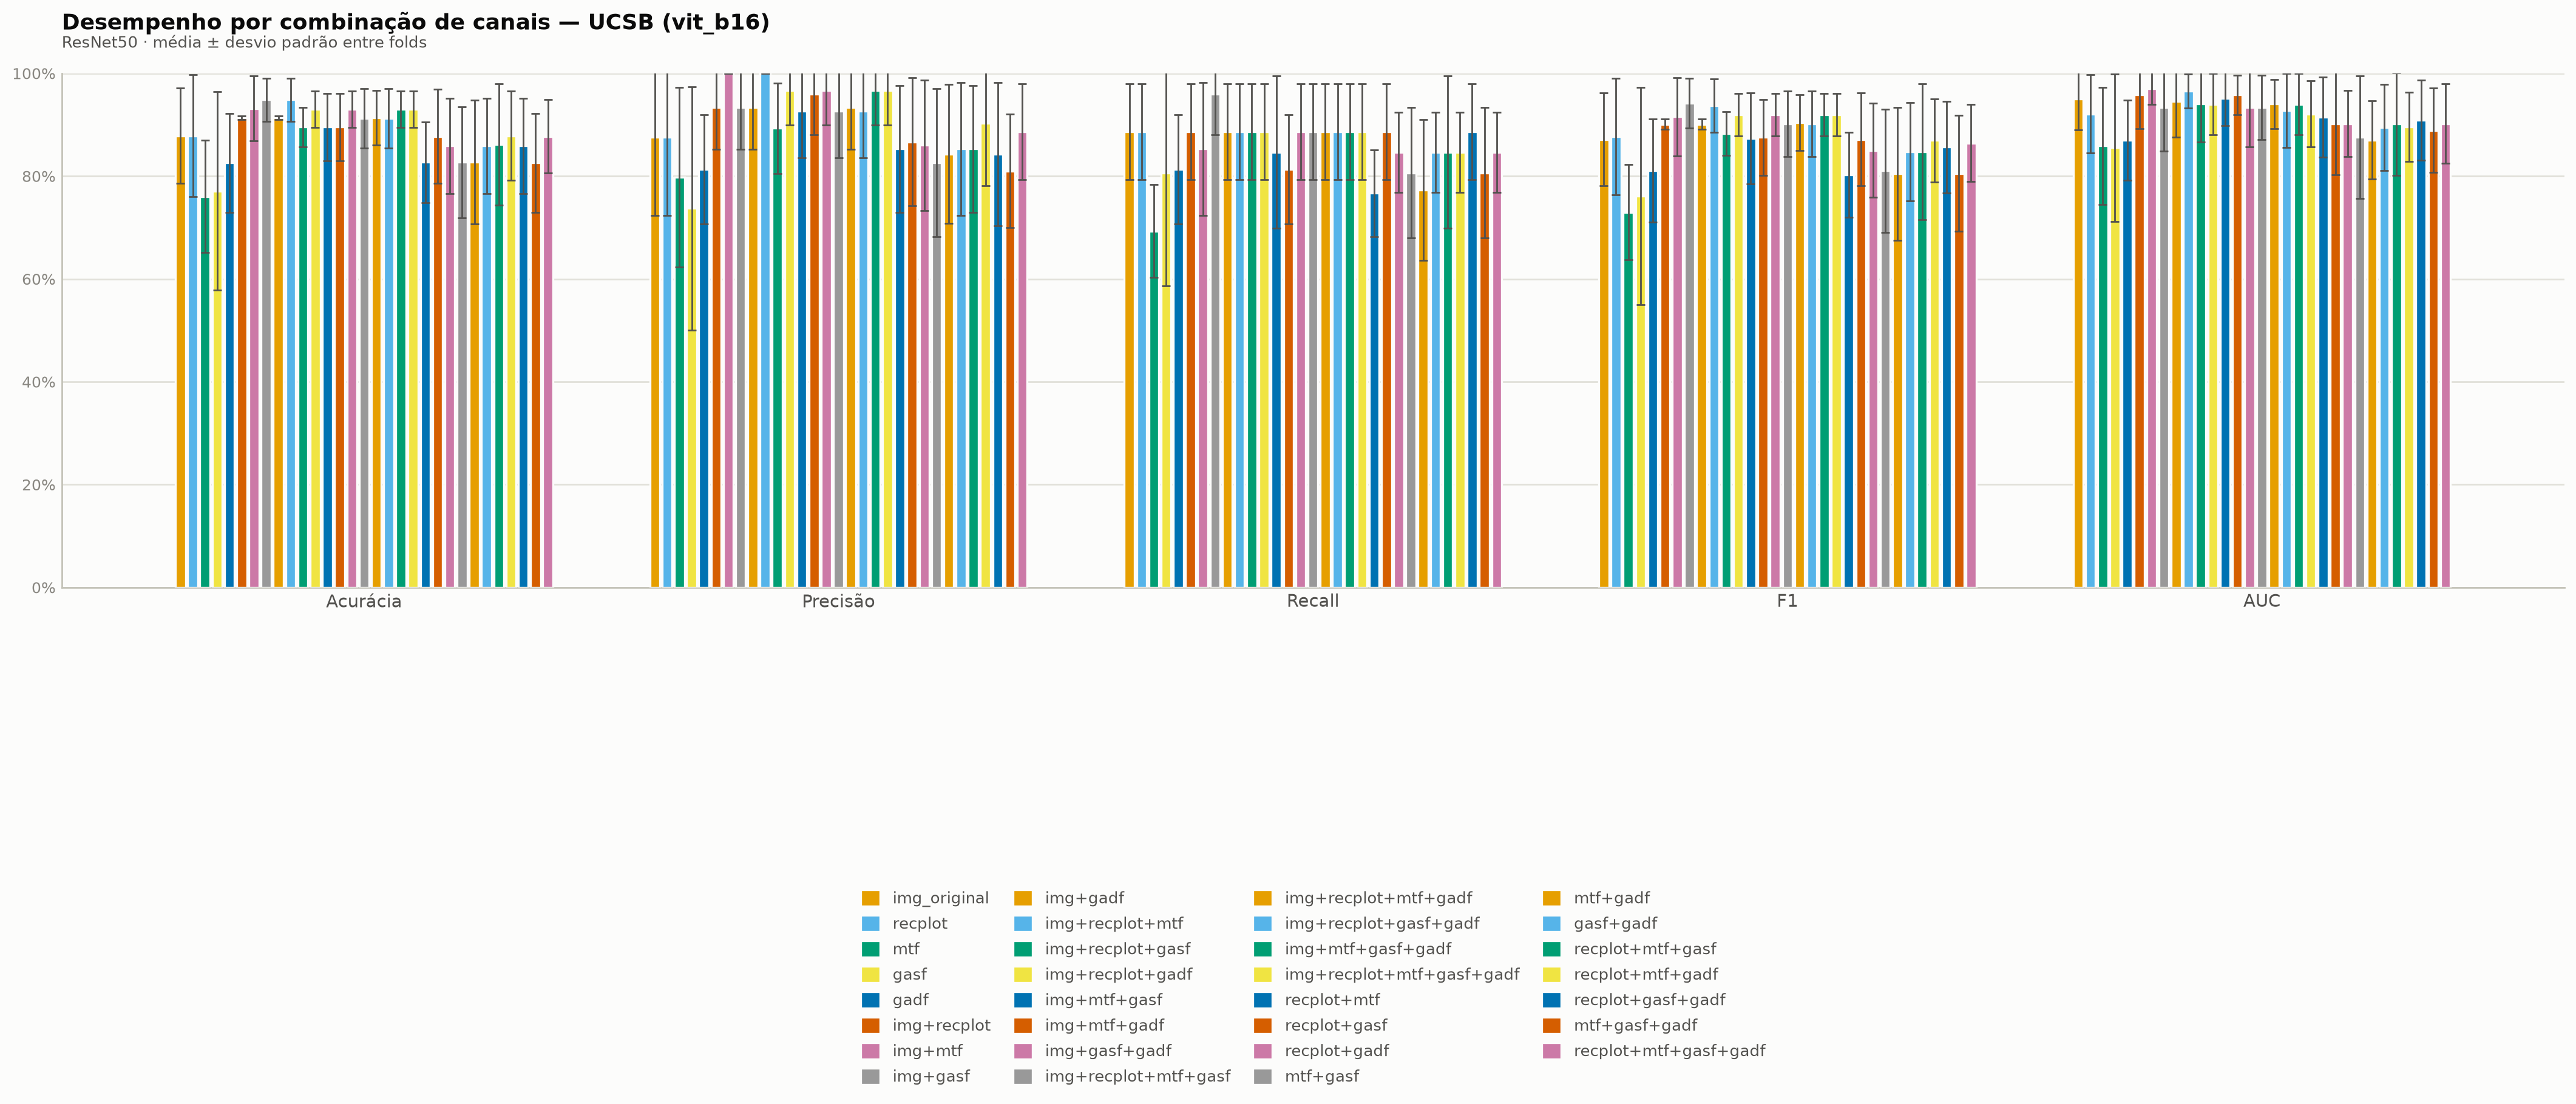 Desempenho por combinação de canais — UCSB (vit_b16)
ResNet50 · média ± desvio padrão entre folds
100%
80%
60%
40%
20%
0%
Acurácia
Precisão
Recall
F1
AUC
img_original
recplot
mtf
gasf
gadf
img+recplot
img+mtf
img+gasf
img+gadf
img+recplot+mtf
img+recplot+gasf
img+recplot+gadf
img+mtf+gasf
img+mtf+gadf
img+gasf+gadf
img+recplot+mtf+gasf
img+recplot+mtf+gadf
img+recplot+gasf+gadf
img+mtf+gasf+gadf
img+recplot+mtf+gasf+gadf
recplot+mtf
recplot+gasf
recplot+gadf
mtf+gasf
mtf+gadf
gasf+gadf
recplot+mtf+gasf
recplot+mtf+gadf
recplot+gasf+gadf
mtf+gasf+gadf
recplot+mtf+gasf+gadf